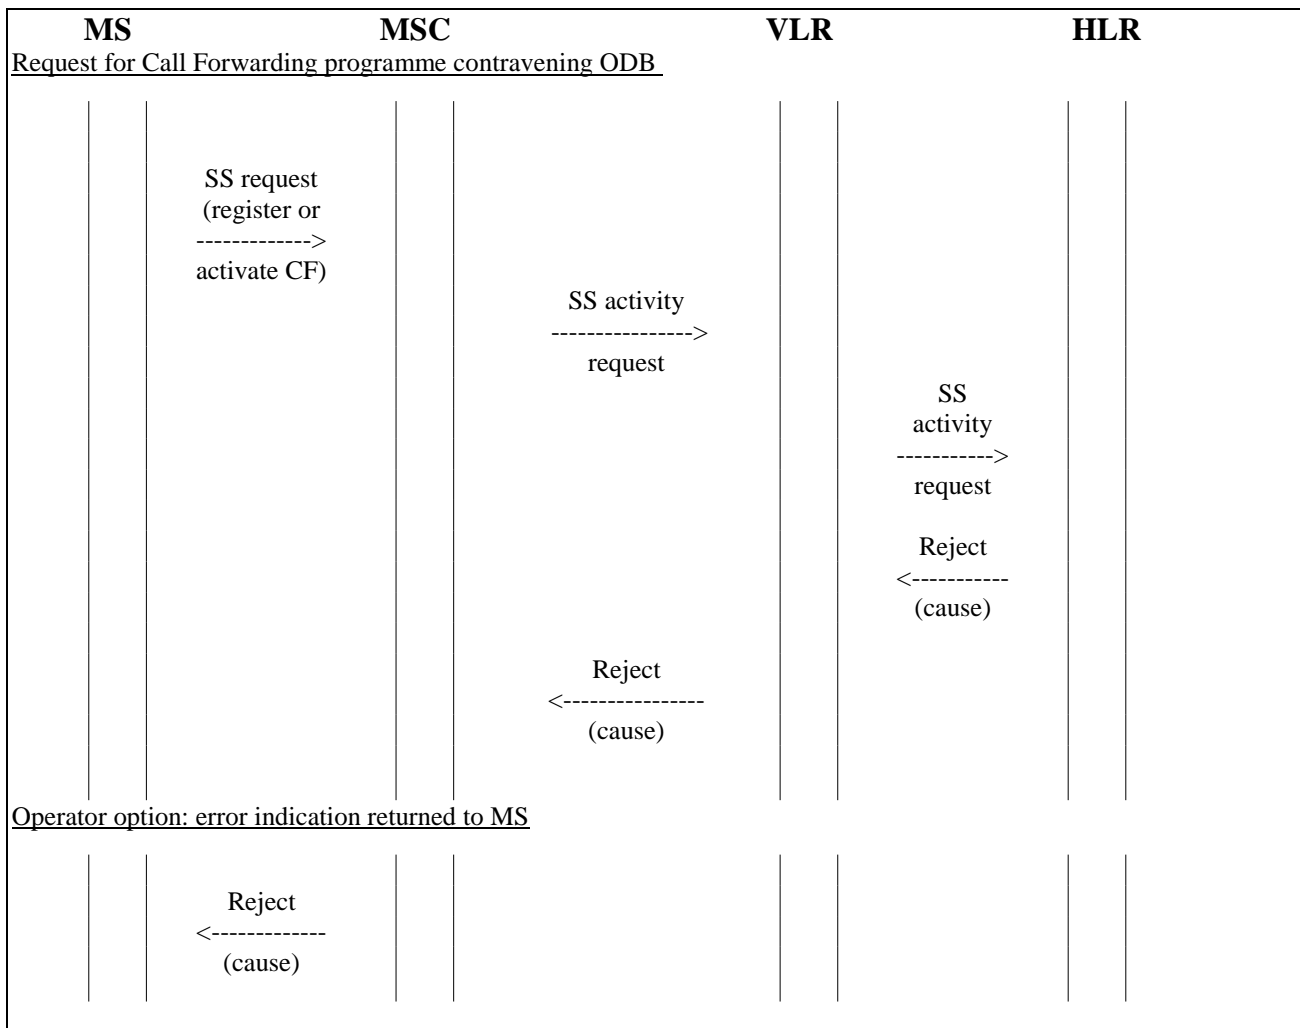 MS MSC VLR HLR
Request for Call Forwarding programme contravening ODB
SS request
(register or
------------->
activate CF)
SS activity
---------------->
request
SS
activity
----------->
request
Reject
<-----------
(cause)
Reject
<----------------
(cause)
Operator option: error indication returned to MS
Reject
<-------------
(cause)